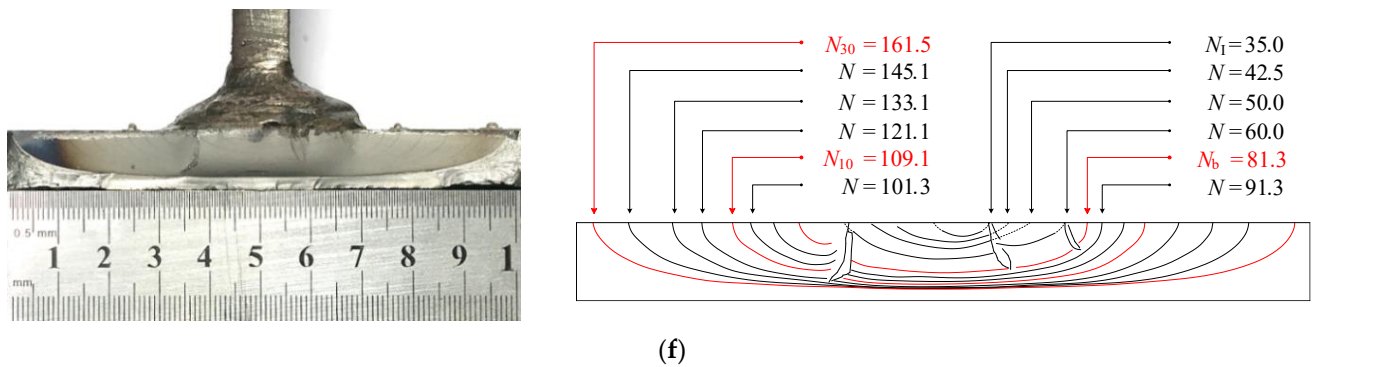 0.5 mm
1 2 3 4 5 6 7 8 9 1
mm
N30 = 161.5
N = 145.1
N = 133.1
N = 121.1
N10 = 109.1
N = 101.3
NI = 35.0
N = 42.5
N = 50.0
N = 60.0
Nb = 81.3
N = 91.3
(f)